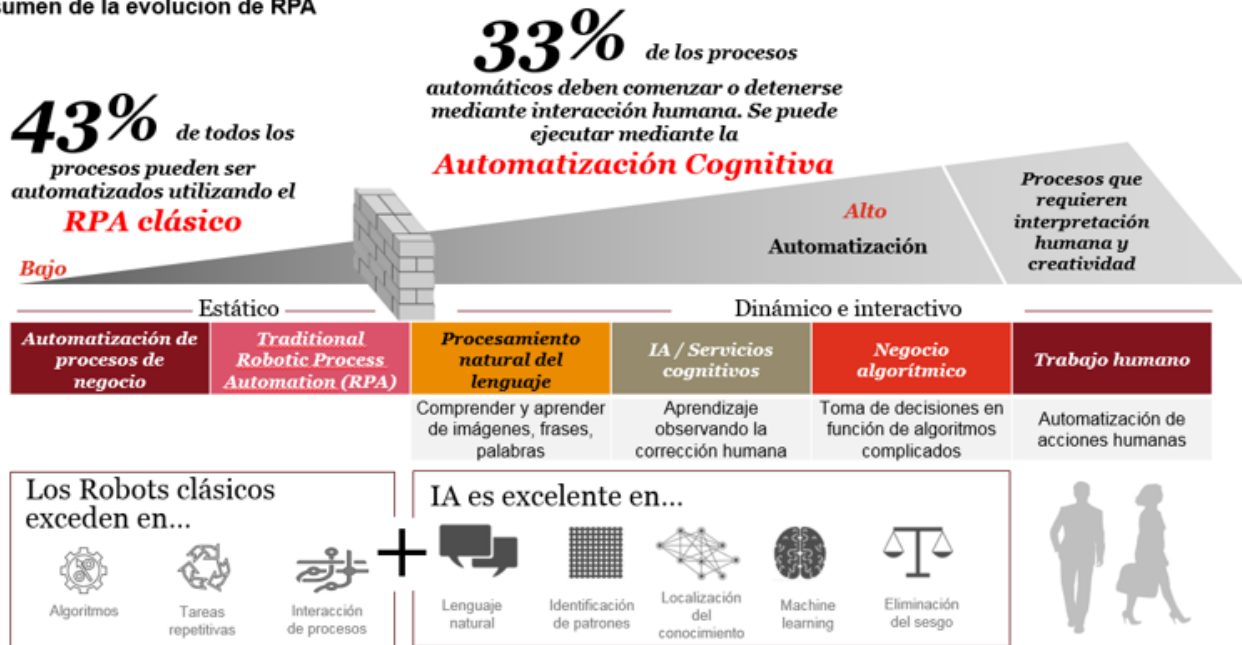 sumen de la evolución de RPA
33% de los procesos
automáticos deben comenzar o detenerse
mediante interacción humana. Se puede
ejecutar mediante la
Automatización Cognitiva
43% de todos los
procesos pueden ser
automatizados utilizando el
RPA clásico
Bajo
Alto
Automatización
Procesos que
requieren
interpretación
humana y
creatividad
Estático
Dinámico e interactivo
Automatización de
procesos de
negocio
Traditional
Robotic Process
Automation (RPA)
Procesamiento
natural del
lenguaje
IA / Servicios
cognitivos
Negocio
algorítmico
Trabajo humano
Comprender y aprender
de imágenes, frases,
palabras
Aprendizaje
observando la
corrección humana
Toma de decisiones en
función de algoritmos
complicados
Automatización de
acciones humanas
Los Robots clásicos
exceden en...
Algoritmos
Tareas
repetitivas
Interacción
de procesos
+
IA es excelente en...
Lenguaje
natural
Identificación
de patrones
Localización
del
conocimiento
Machine
learning
Eliminación
del sesgo